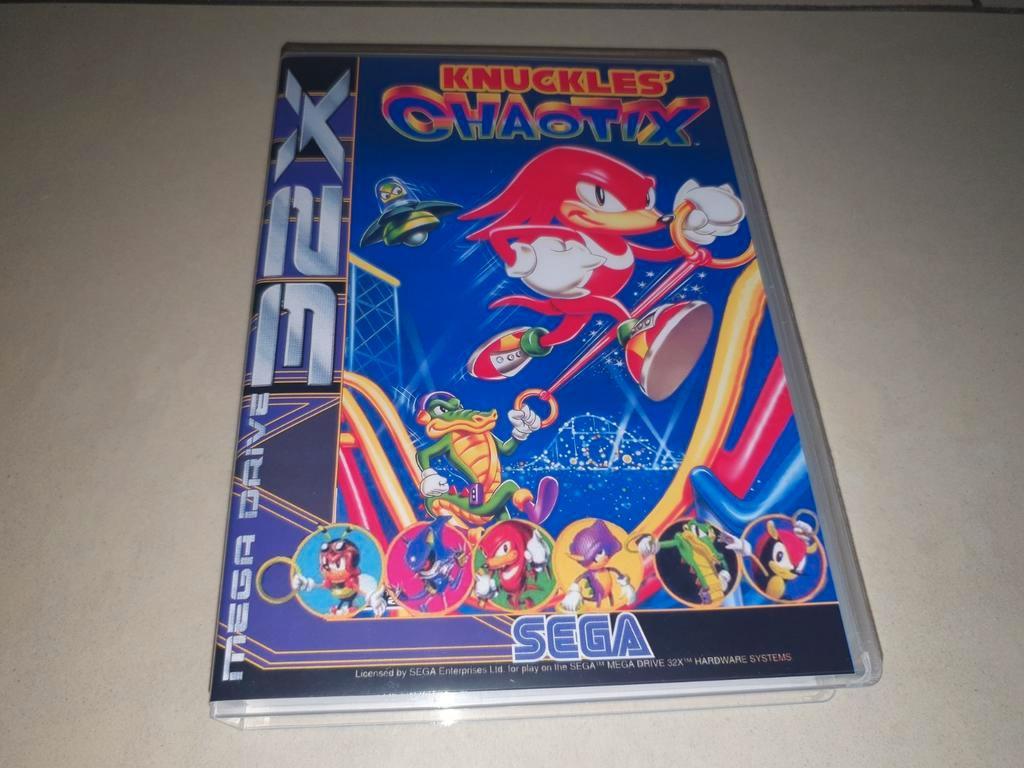 KNUCKLES'
CHAOTIX™
MEGA DRIVE 32X
SEGA
Licensed by SEGA Enterprises Ltd. for play on the SEGA™ MEGA DRIVE 32X™ HARDWARE SYSTEMS